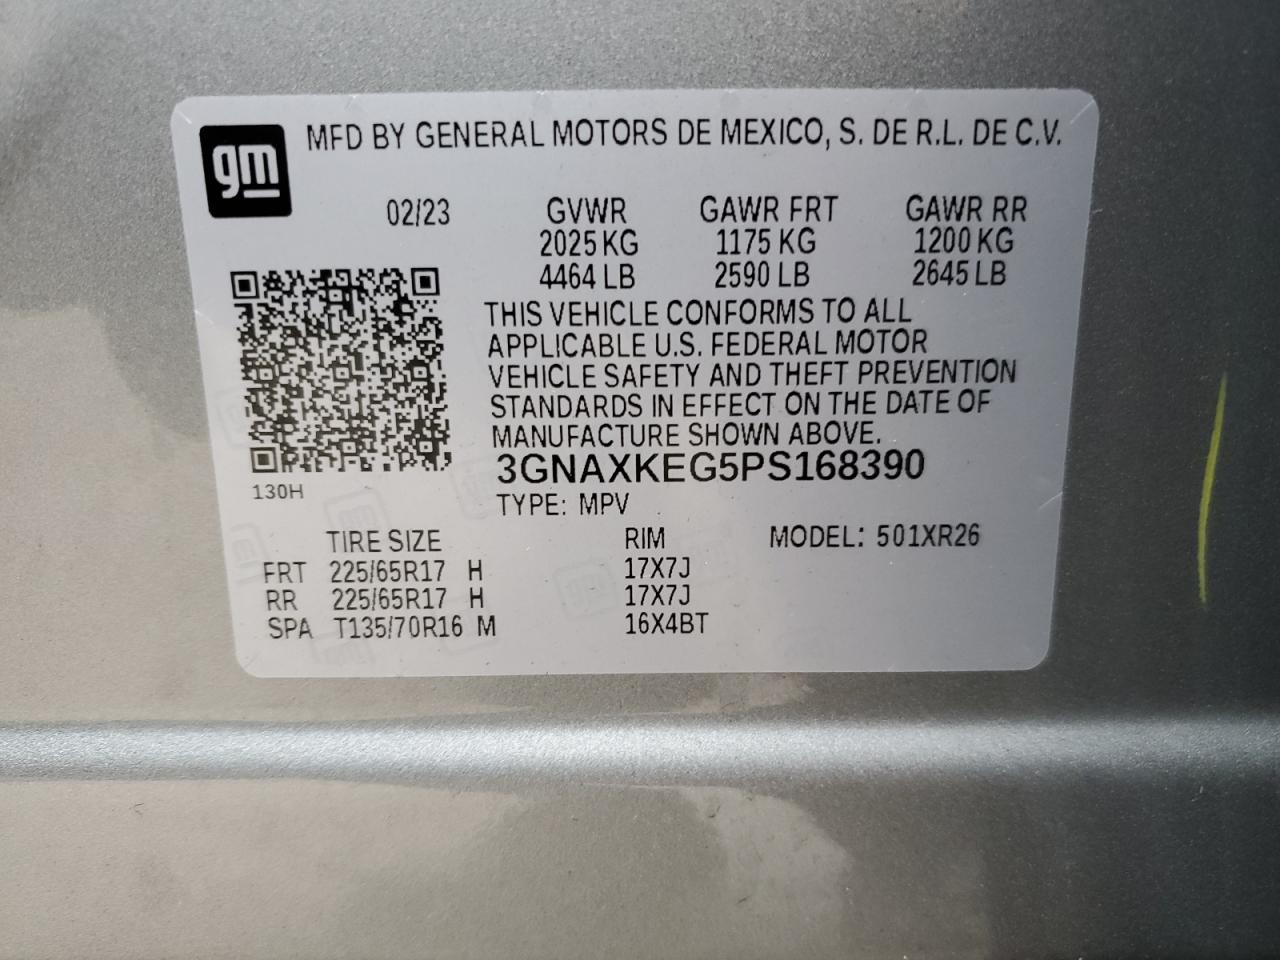 gm
MFD BY GENERAL MOTORS DE MEXICO, S. DE R.L. DE C.V.
02/23 GVWR GAWR FRT GAWR RR
2025 KG 1175 KG 1200 KG
4464 LB 2590 LB 2645 LB
THIS VEHICLE CONFORMS TO ALL
APPLICABLE U.S. FEDERAL MOTOR
VEHICLE SAFETY AND THEFT PREVENTION
STANDARDS IN EFFECT ON THE DATE OF
MANUFACTURE SHOWN ABOVE.
3GNAXKEG5PS168390
130H
TYPE: MPV
TIRE SIZE RIM MODEL: 501XR26
FRT 225/65R17 H 17X7J
RR 225/65R17 H 17X7J
SPA T135/70R16 M 16X4BT